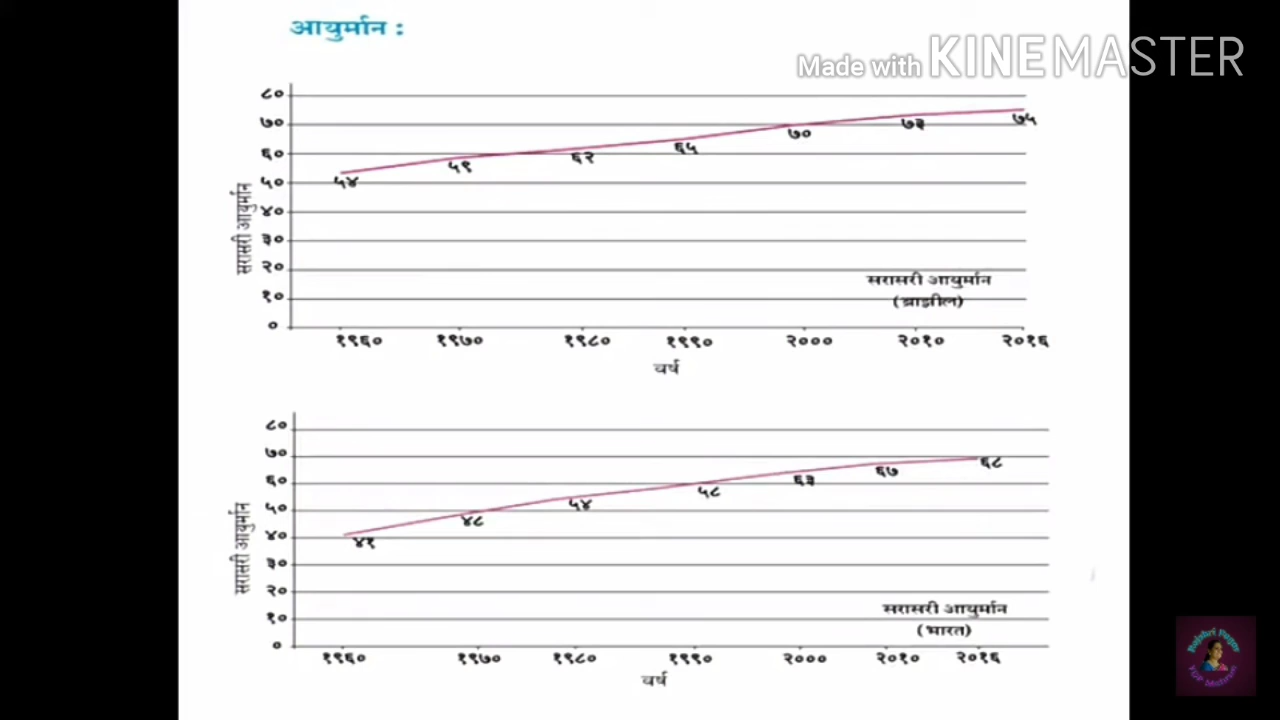 आयुर्मान :
Made with KINEMASTER
८०
७०
६०
५०
४०
३०
२०
१०
०
सरासरी आयुर्मान
५४
५९
६२
६५
७०
७३
७५
सरासरी आयुर्मान
(ब्राझील)
१९६० १९७० १९८० १९९० २००० २०१० २०१६
वर्ष
८०
७०
६०
५०
४०
३०
२०
१०
०
सरासरी आयुर्मान
४१
४८
५४
५८
६३
६७
६८
सरासरी आयुर्मान
(भारत)
१९६० १९७० १९८० १९९० २००० २०१० २०१६
वर्ष